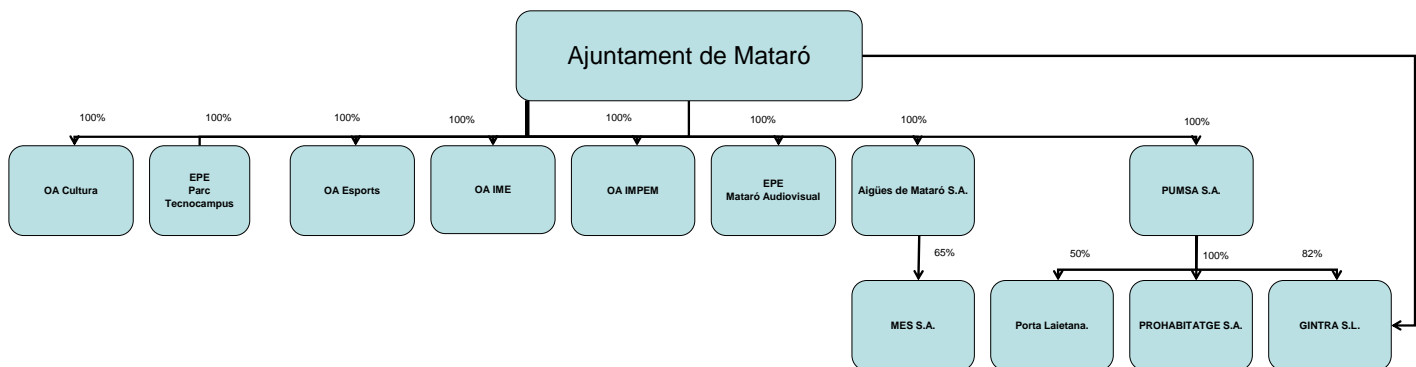 Ajuntament de Mataró
100%
100%
100%
100%
100%
100%
100%
100%
OA Cultura
EPE
Parc
Tecnocampus
OA Esports
OA IME
OA IMPEM
EPE
Mataró Audiovisual
Aigües de Mataró S.A.
PUMSA S.A.
65%
50%
100%
82%
MES S.A.
Porta Laietana.
PROHABITATGE S.A.
GINTRA S.L.